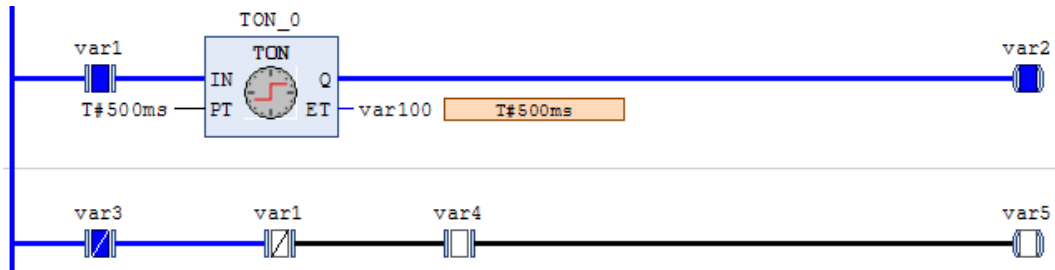 TON_0
var1 TON var2
IN Q
T#500ms PT ET var100 T#500ms
var3 var1 var4 var5